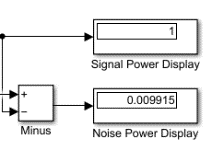 1
Signal Power Display
+
−
Minus
0.009915
Noise Power Display